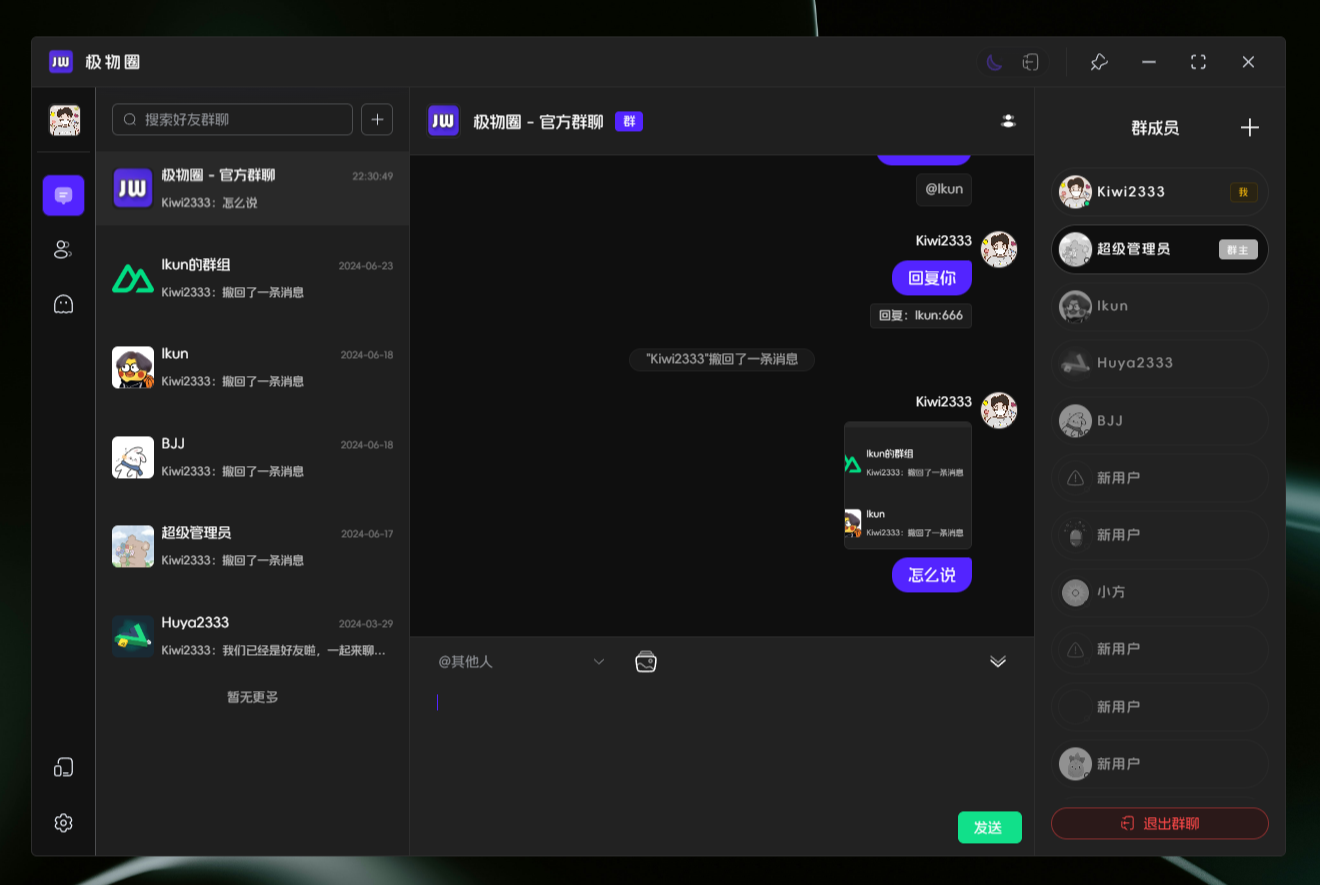 JW 极物圈
搜索好友群聊
JW
极物圈 - 官方群聊
22:30:49
Kiwi2333：怎么说
Ikun的群组
2024-06-23
Kiwi2333：撤回了一条消息
Ikun
2024-06-18
Kiwi2333：撤回了一条消息
BJJ
2024-06-18
Kiwi2333：撤回了一条消息
超级管理员
2024-06-17
Kiwi2333：撤回了一条消息
Huya2333
2024-03-29
Kiwi2333：我们已经是好友啦，一起来聊...
暂无更多
JW 极物圈 - 官方群聊 群
@Ikun
Kiwi2333
回复你
回复：Ikun:666
"Kiwi2333"撤回了一条消息
Kiwi2333
Ikun的群组
Kiwi2333：撤回了一条消息
Ikun
Kiwi2333：撤回了一条消息
怎么说
@其他人
发送
群成员
Kiwi2333 我
超级管理员 群主
Ikun
Huya2333
BJJ
新用户
新用户
小方
新用户
新用户
新用户
退出群聊